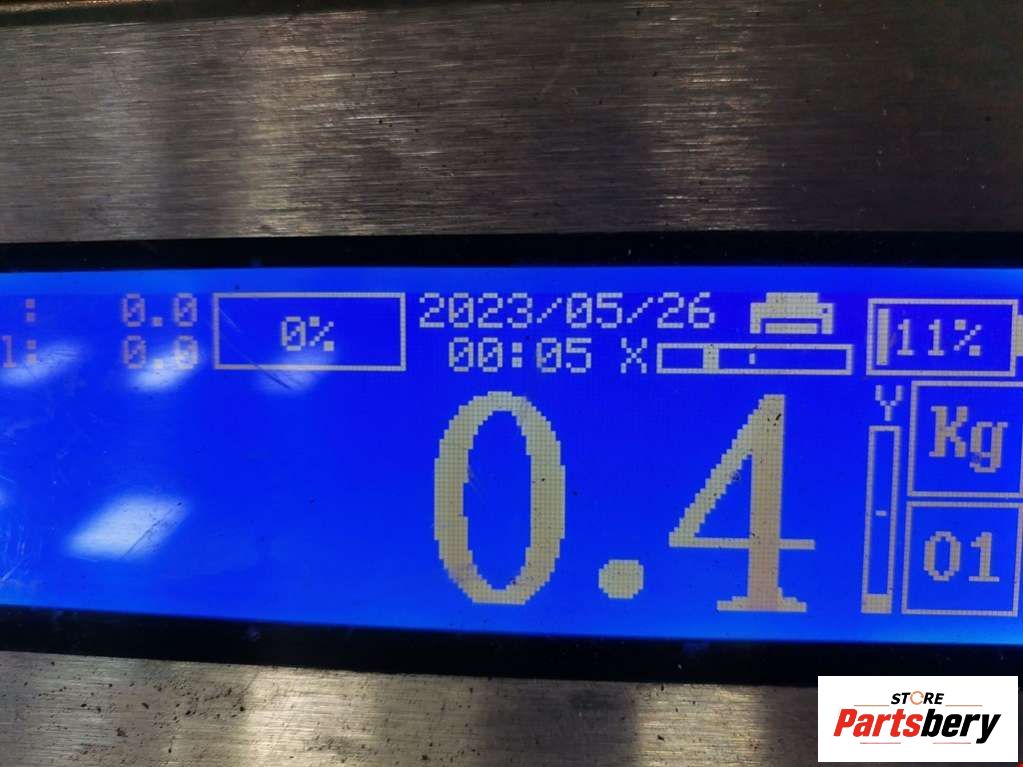 : 0.0
l: 0.0
0%
2023/05/26
00:05 X
11%
0.4
Y
Kg
01
STORE
Partsbery